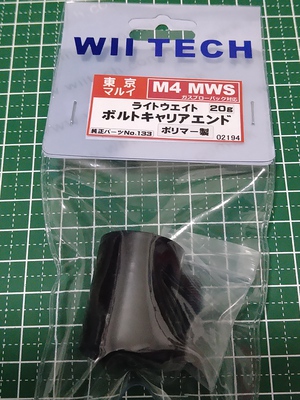 WII TECH
東京
マルイ
M4 MWS
ガスブローバック対応
ライトウエイト 20g
ボルトキャリアエンド
純正パーツNo.133 ポリマー製
02194